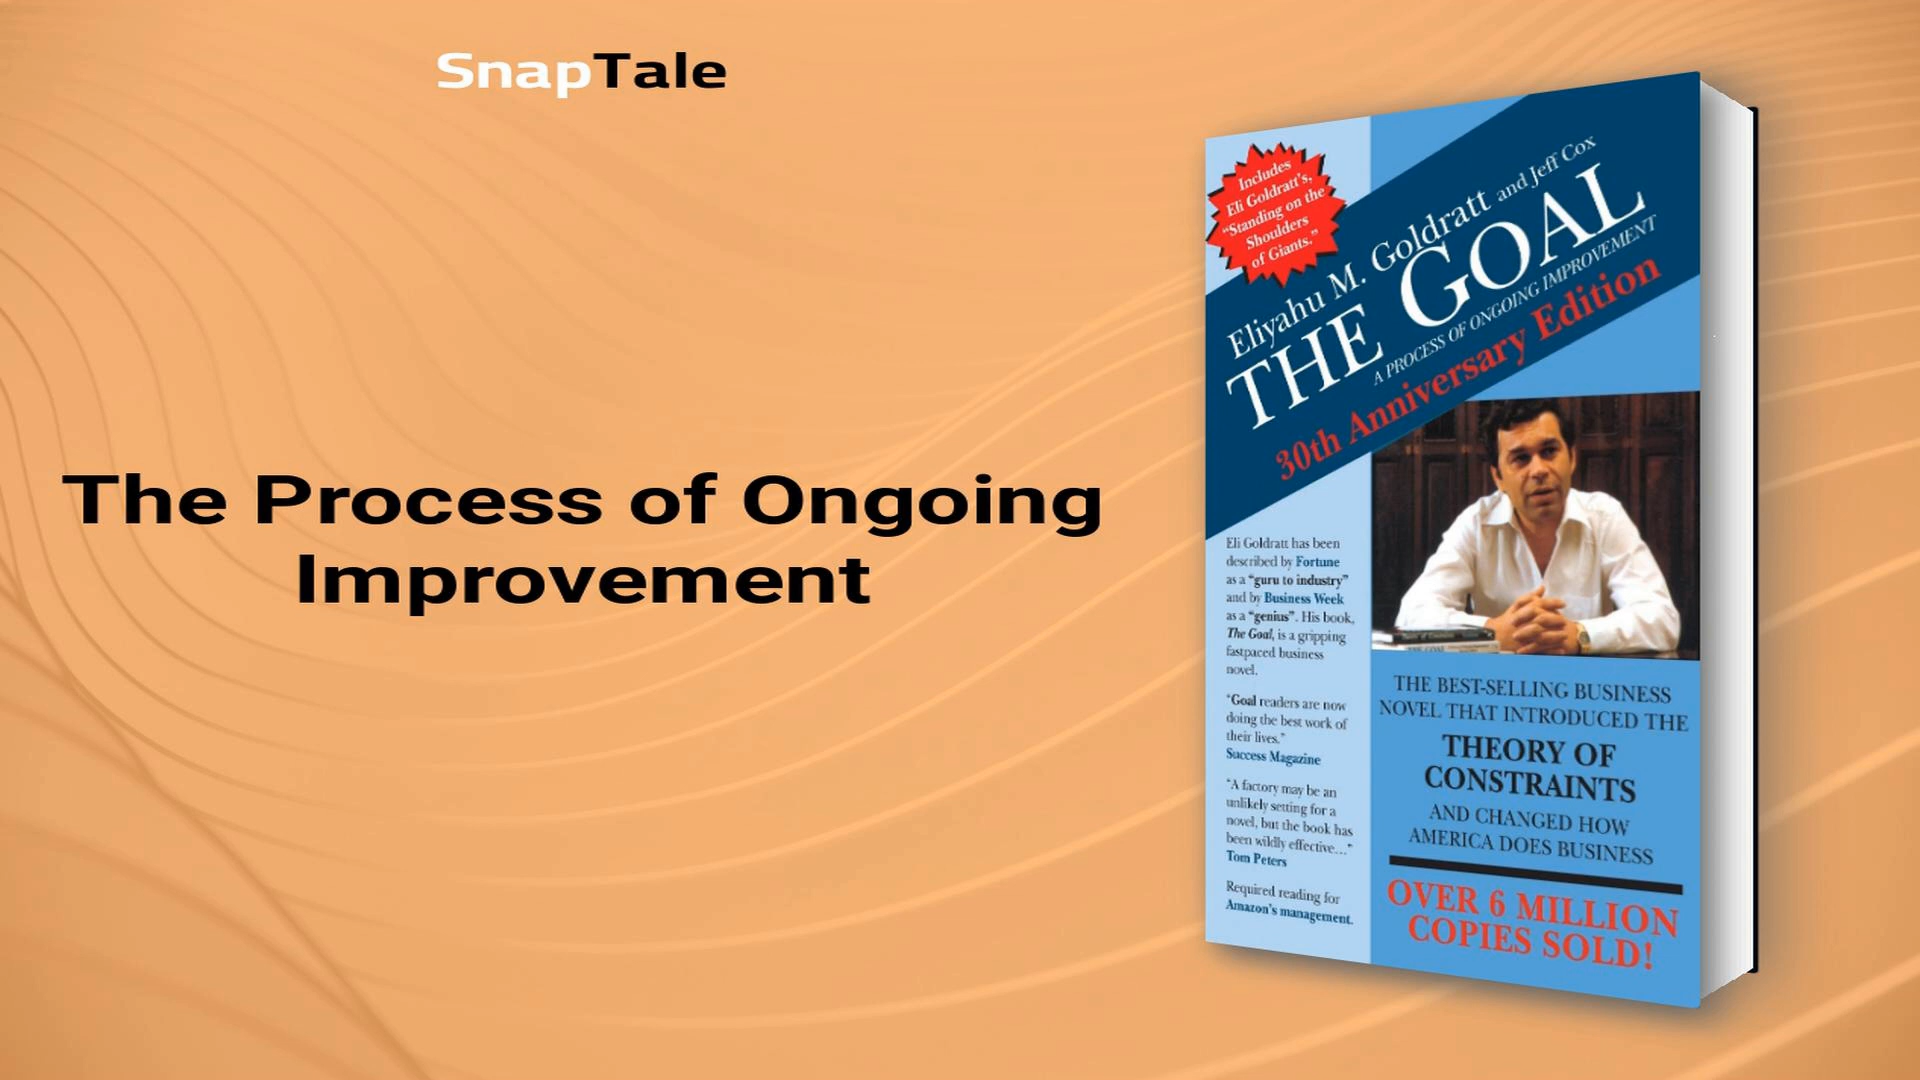 SnapTale
The Process of Ongoing
Improvement
Includes
Eli Goldratt's,
"Standing on the
Shoulders
of Giants."
Eliyahu M. Goldratt and Jeff Cox
THE GOAL
A PROCESS OF ONGOING IMPROVEMENT
30th Anniversary Edition
Eli Goldratt has been
described by Fortune
as a "guru to industry"
and by Business Week
as a "genius". His book,
The Goal, is a gripping
fastpaced business
novel.
"Goal readers are now
doing the best work of
their lives."
Success Magazine
"A factory may be an
unlikely setting for a
novel, but the book has
been wildly effective..."
Tom Peters
Required reading for
Amazon's management.
THE BEST-SELLING BUSINESS
NOVEL THAT INTRODUCED THE
THEORY OF
CONSTRAINTS
AND CHANGED HOW
AMERICA DOES BUSINESS
OVER 6 MILLION
COPIES SOLD!